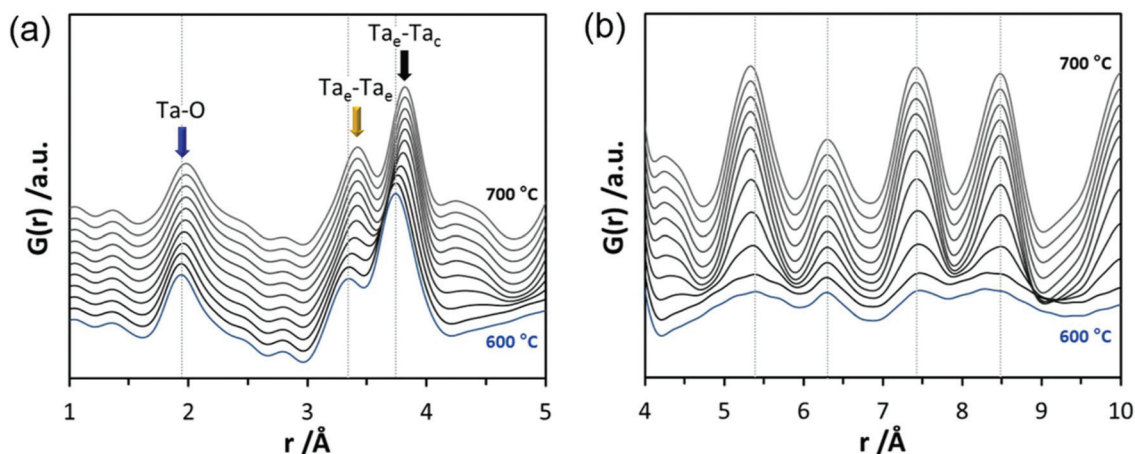 (a)
Ta-O
Taₑ-Taₑ
Taₑ-Ta꜀
700 °C
600 °C
G(r) /a.u.
1 2 3 4 5
r /Å
(b)
700 °C
600 °C
G(r) /a.u.
4 5 6 7 8 9 10
r /Å